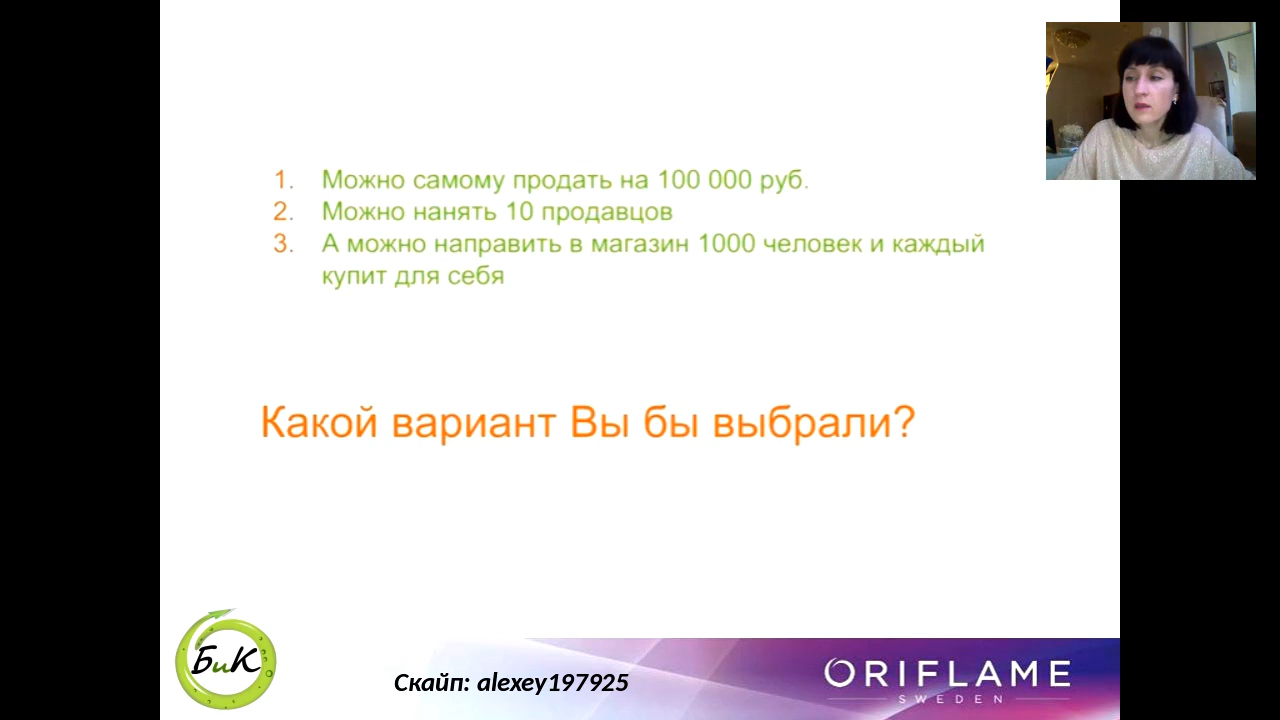 1. Можно самому продать на 100 000 руб.
2. Можно нанять 10 продавцов
3. А можно направить в магазин 1000 человек и каждый
купит для себя
Какой вариант Вы бы выбрали?
БиК
Скайп: alexey197925
ORIFLAME
SWEDEN